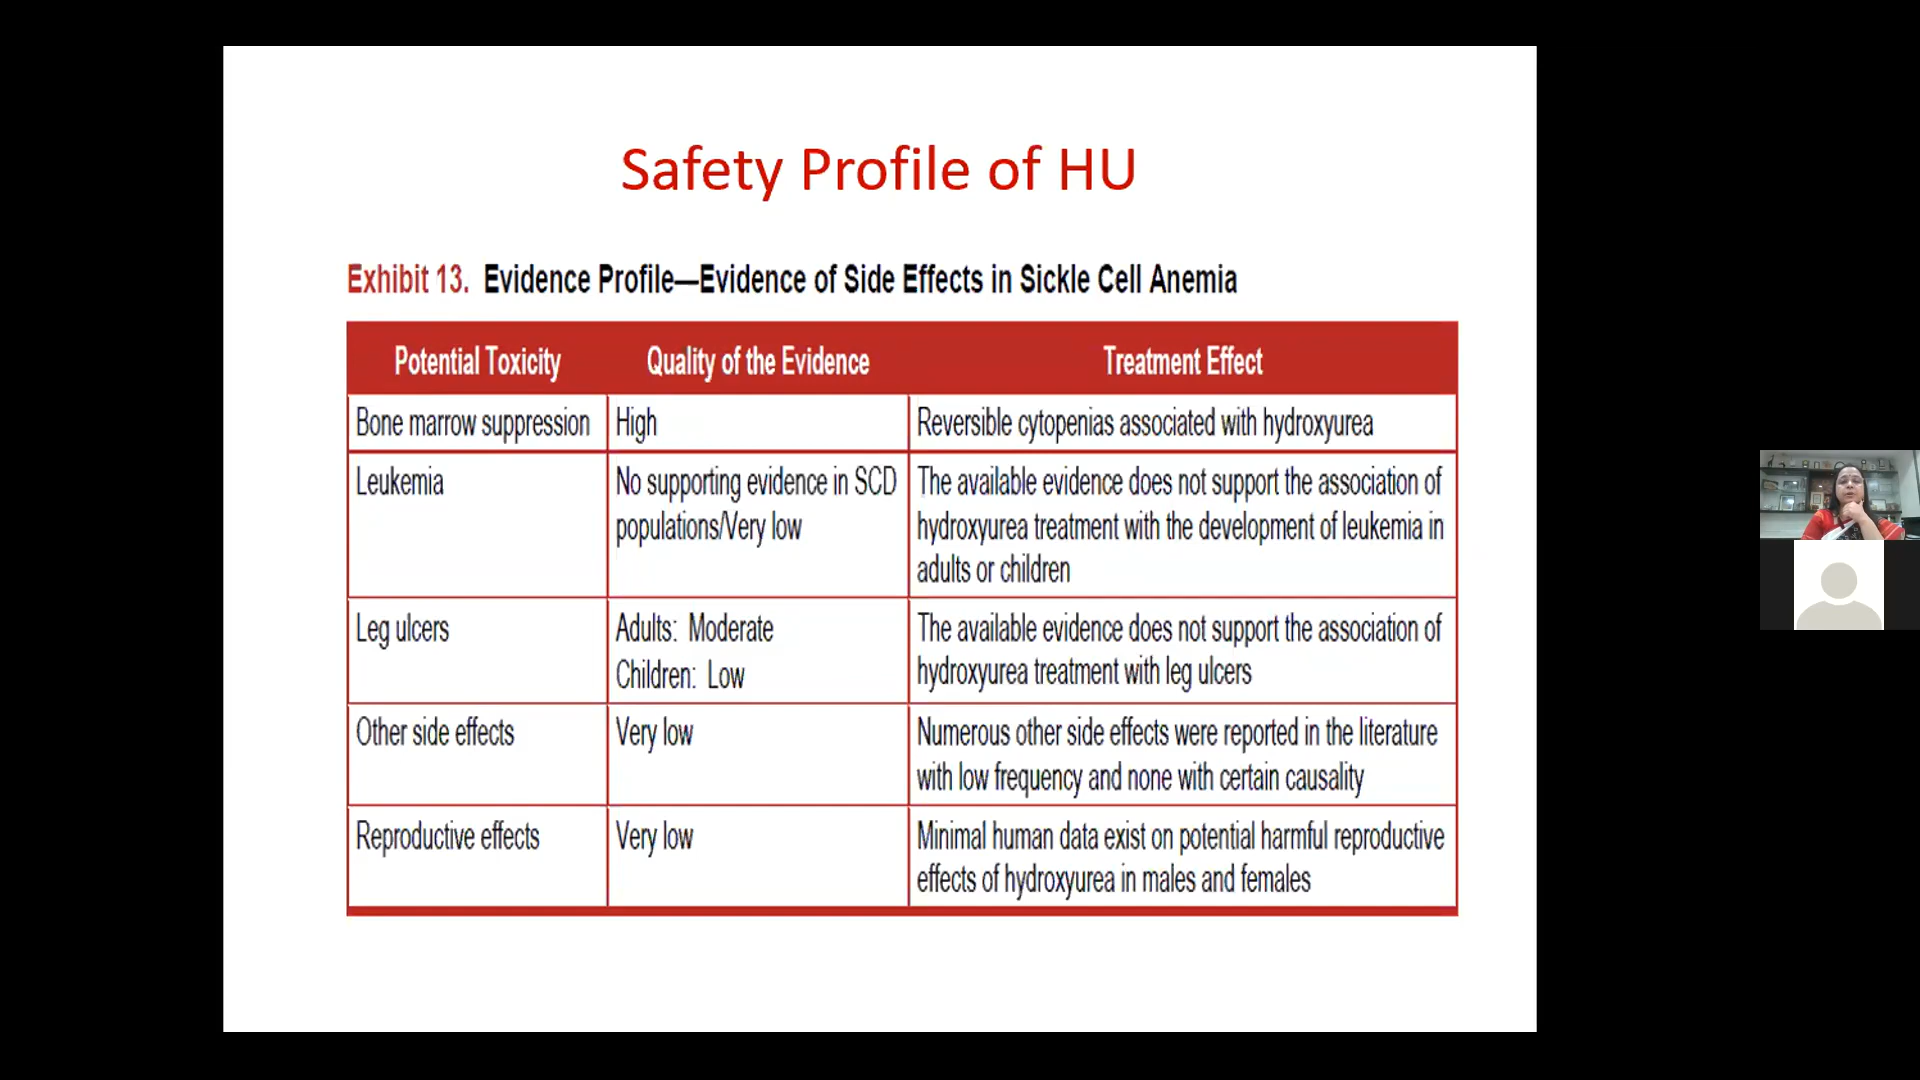 Safety Profile of HU
Exhibit 13. Evidence Profile—Evidence of Side Effects in Sickle Cell Anemia
Potential Toxicity Quality of the Evidence Treatment Effect
Bone marrow suppression High Reversible cytopenias associated with hydroxyurea
Leukemia No supporting evidence in SCD The available evidence does not support the association of
populations/Very low hydroxyurea treatment with the development of leukemia in
adults or children
Leg ulcers Adults: Moderate The available evidence does not support the association of
Children: Low hydroxyurea treatment with leg ulcers
Other side effects Very low Numerous other side effects were reported in the literature
with low frequency and none with certain causality
Reproductive effects Very low Minimal human data exist on potential harmful reproductive
effects of hydroxyurea in males and females